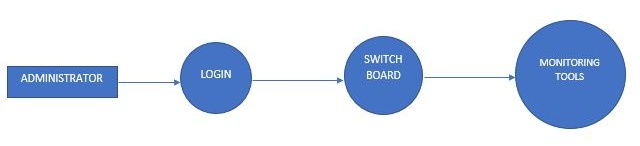 ADMINISTRATOR
LOGIN
SWITCH
BOARD
MONITORING
TOOLS